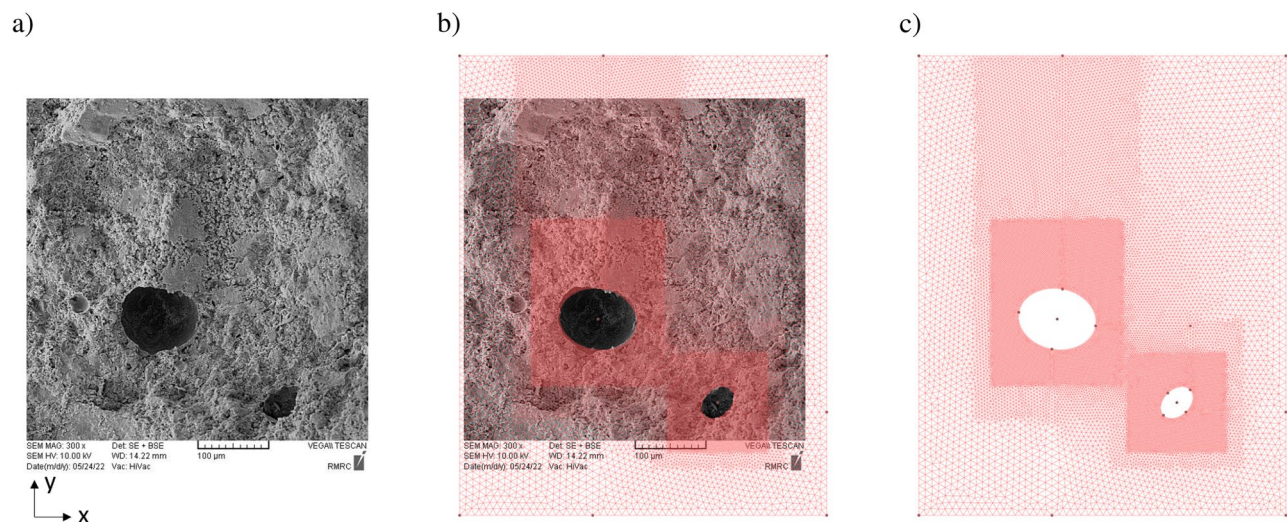 a)
b)
c)
SEM MAG: 300 x Det: SE + BSE VEGA\\ TESCAN
SEM HV: 10.00 kV WD: 14.22 mm 100 µm
Date(m/d/y): 05/24/22 Vac: HiVac RMRC
SEM MAG: 300 x Det: SE + BSE VEGA\\ TESCAN
SEM HV: 10.00 kV WD: 14.22 mm 100 µm
Date(m/d/y): 05/24/22 Vac: HiVac RMRC
y
x